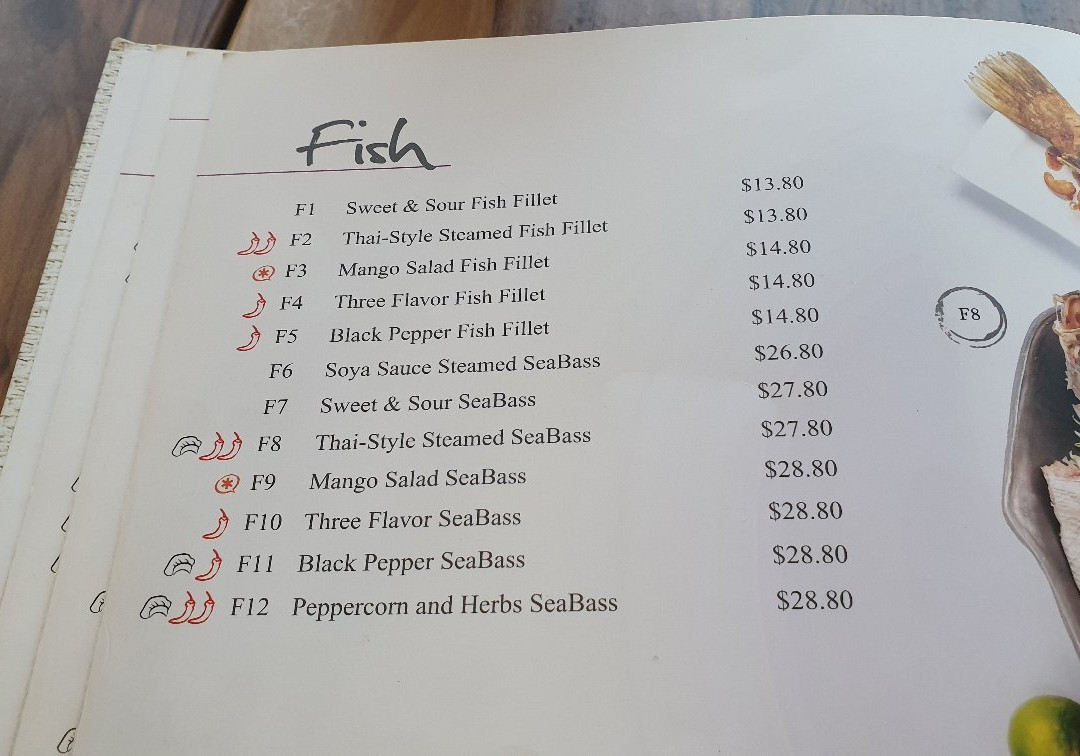 Fish
F1 Sweet & Sour Fish Fillet $13.80
F2 Thai-Style Steamed Fish Fillet $13.80
F3 Mango Salad Fish Fillet $14.80
F4 Three Flavor Fish Fillet $14.80
F5 Black Pepper Fish Fillet $14.80
F6 Soya Sauce Steamed SeaBass $26.80
F7 Sweet & Sour SeaBass $27.80
F8 Thai-Style Steamed SeaBass $27.80
F9 Mango Salad SeaBass $28.80
F10 Three Flavor SeaBass $28.80
F11 Black Pepper SeaBass $28.80
F12 Peppercorn and Herbs SeaBass $28.80
F8